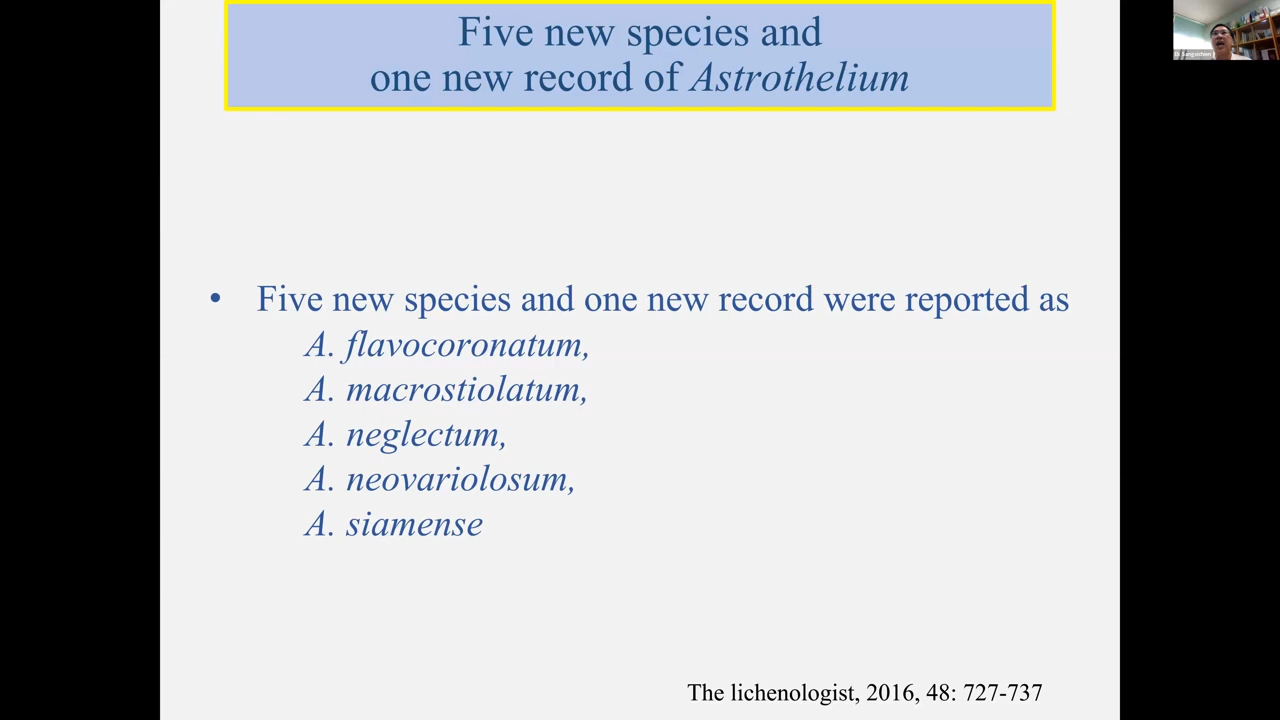 Five new species and
one new record of Astrothelium
• Five new species and one new record were reported as
A. flavocoronatum,
A. macrostiolatum,
A. neglectum,
A. neovariolosum,
A. siamense
The lichenologist, 2016, 48: 727-737